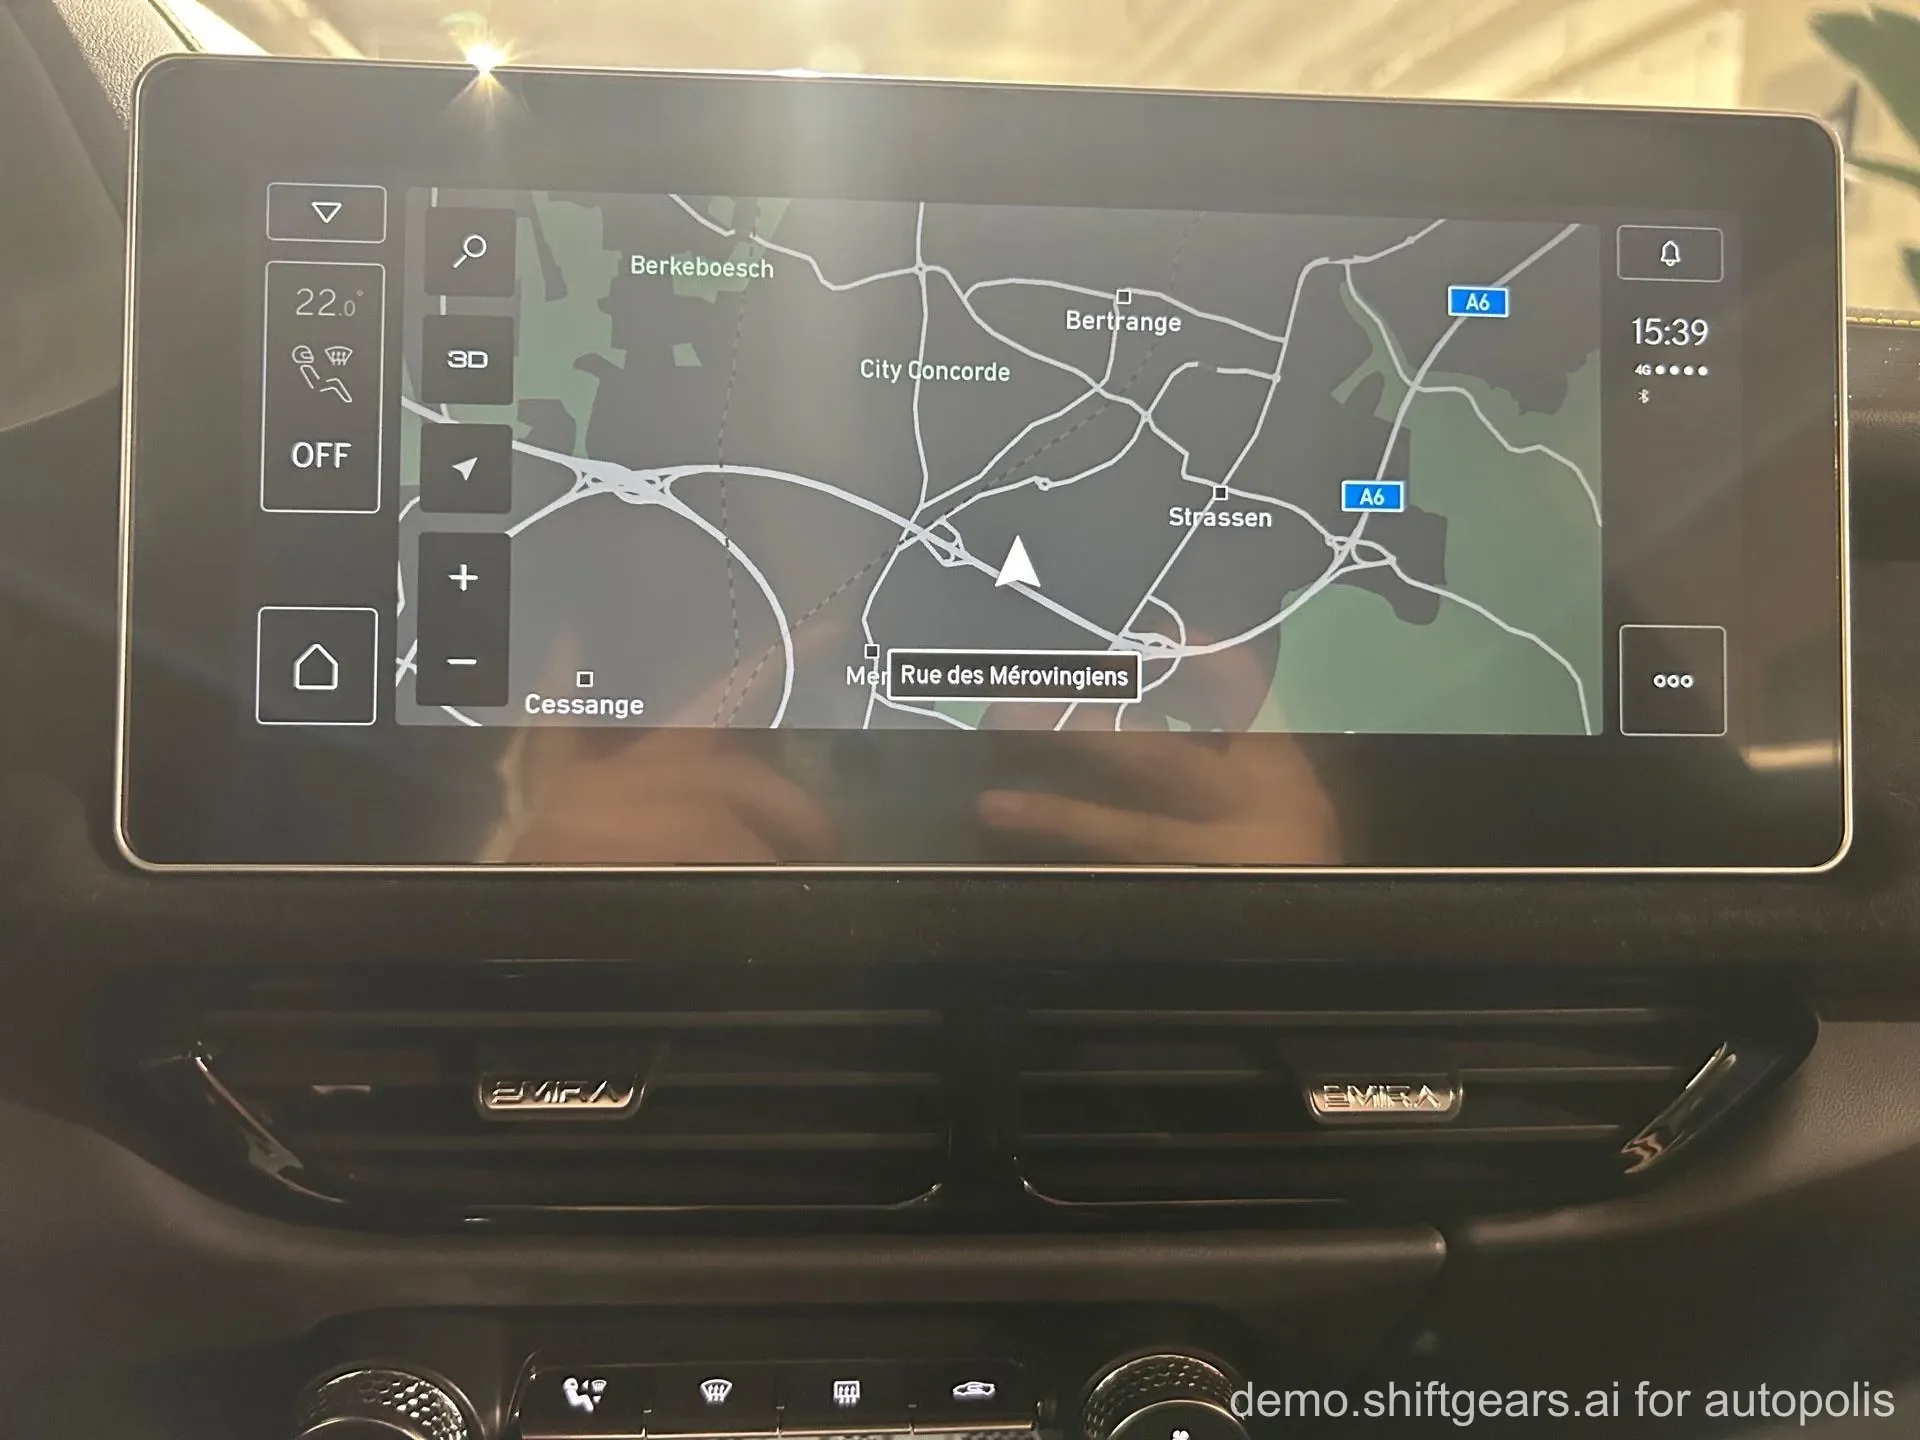 22.0°
OFF
3D
+
−
Berkeboesch
Bertrange
City Concorde
A6
A6
Strassen
Mer
Rue des Mérovingiens
Cessange
15:39
4G
EMIRA
EMIRA
demo.shiftgears.ai for autopolis